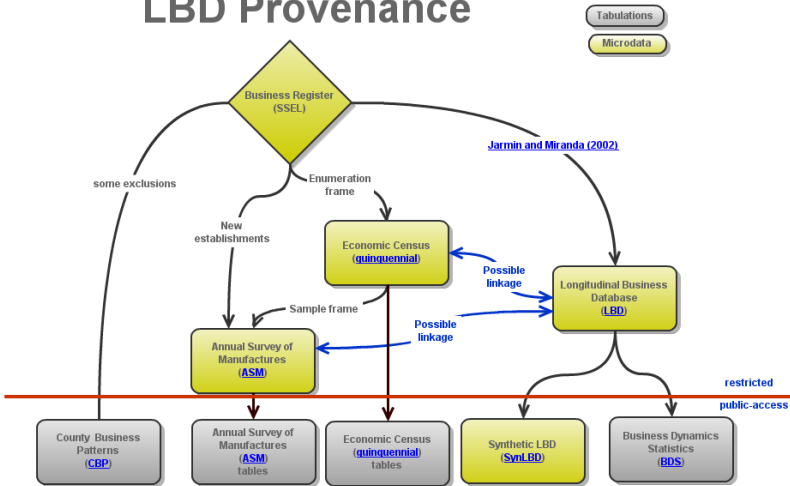 LBD Provenance
Tabulations
Microdata
Business Register
(SSEL)
Jarmin and Miranda (2002)
some exclusions
Enumeration
frame
New
establishments
Economic Census
(quinquennial)
Possible
linkage
Longitudinal Business
Database
(LBD)
Sample frame
Possible
linkage
Annual Survey of
Manufactures
(ASM)
restricted
public-access
County Business
Patterns
(CBP)
Annual Survey of
Manufactures
(ASM)
tables
Economic Census
(quinquennial)
tables
Synthetic LBD
(SynLBD)
Business Dynamics
Statistics
(BDS)